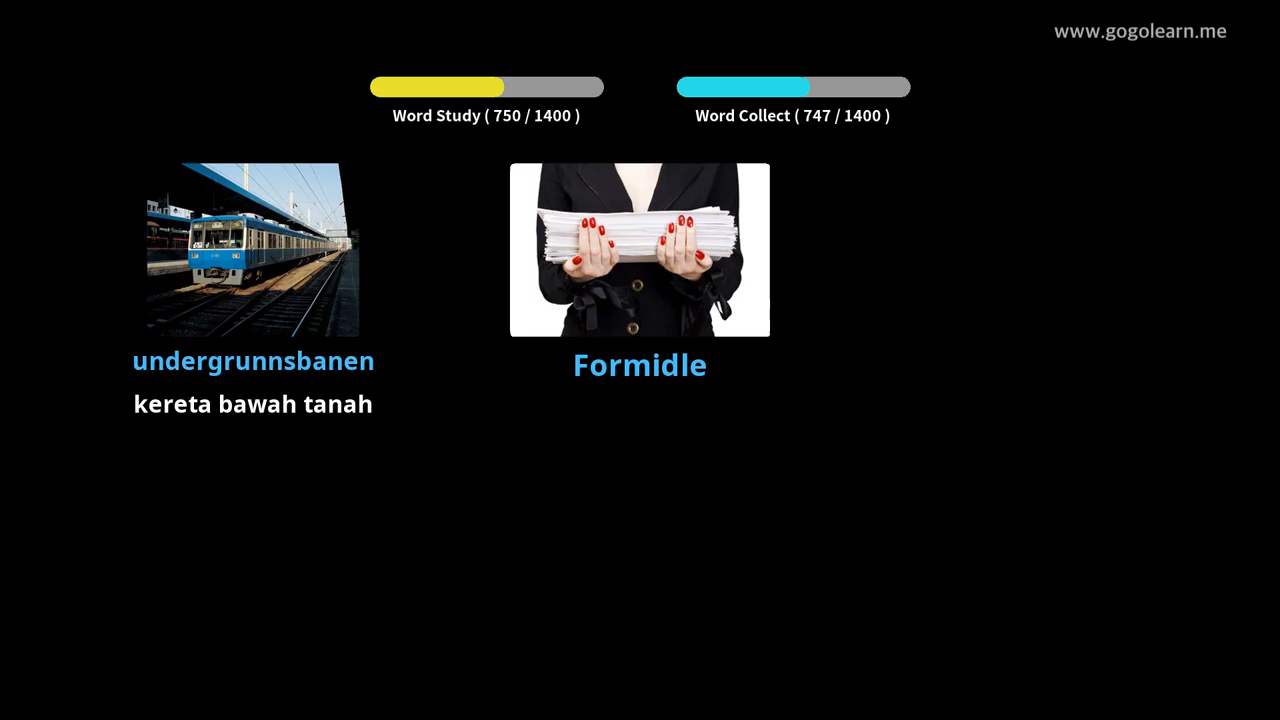 www.gogolearn.me
Word Study ( 750 / 1400 )
Word Collect ( 747 / 1400 )
undergrunnsbanen
kereta bawah tanah
Formidle